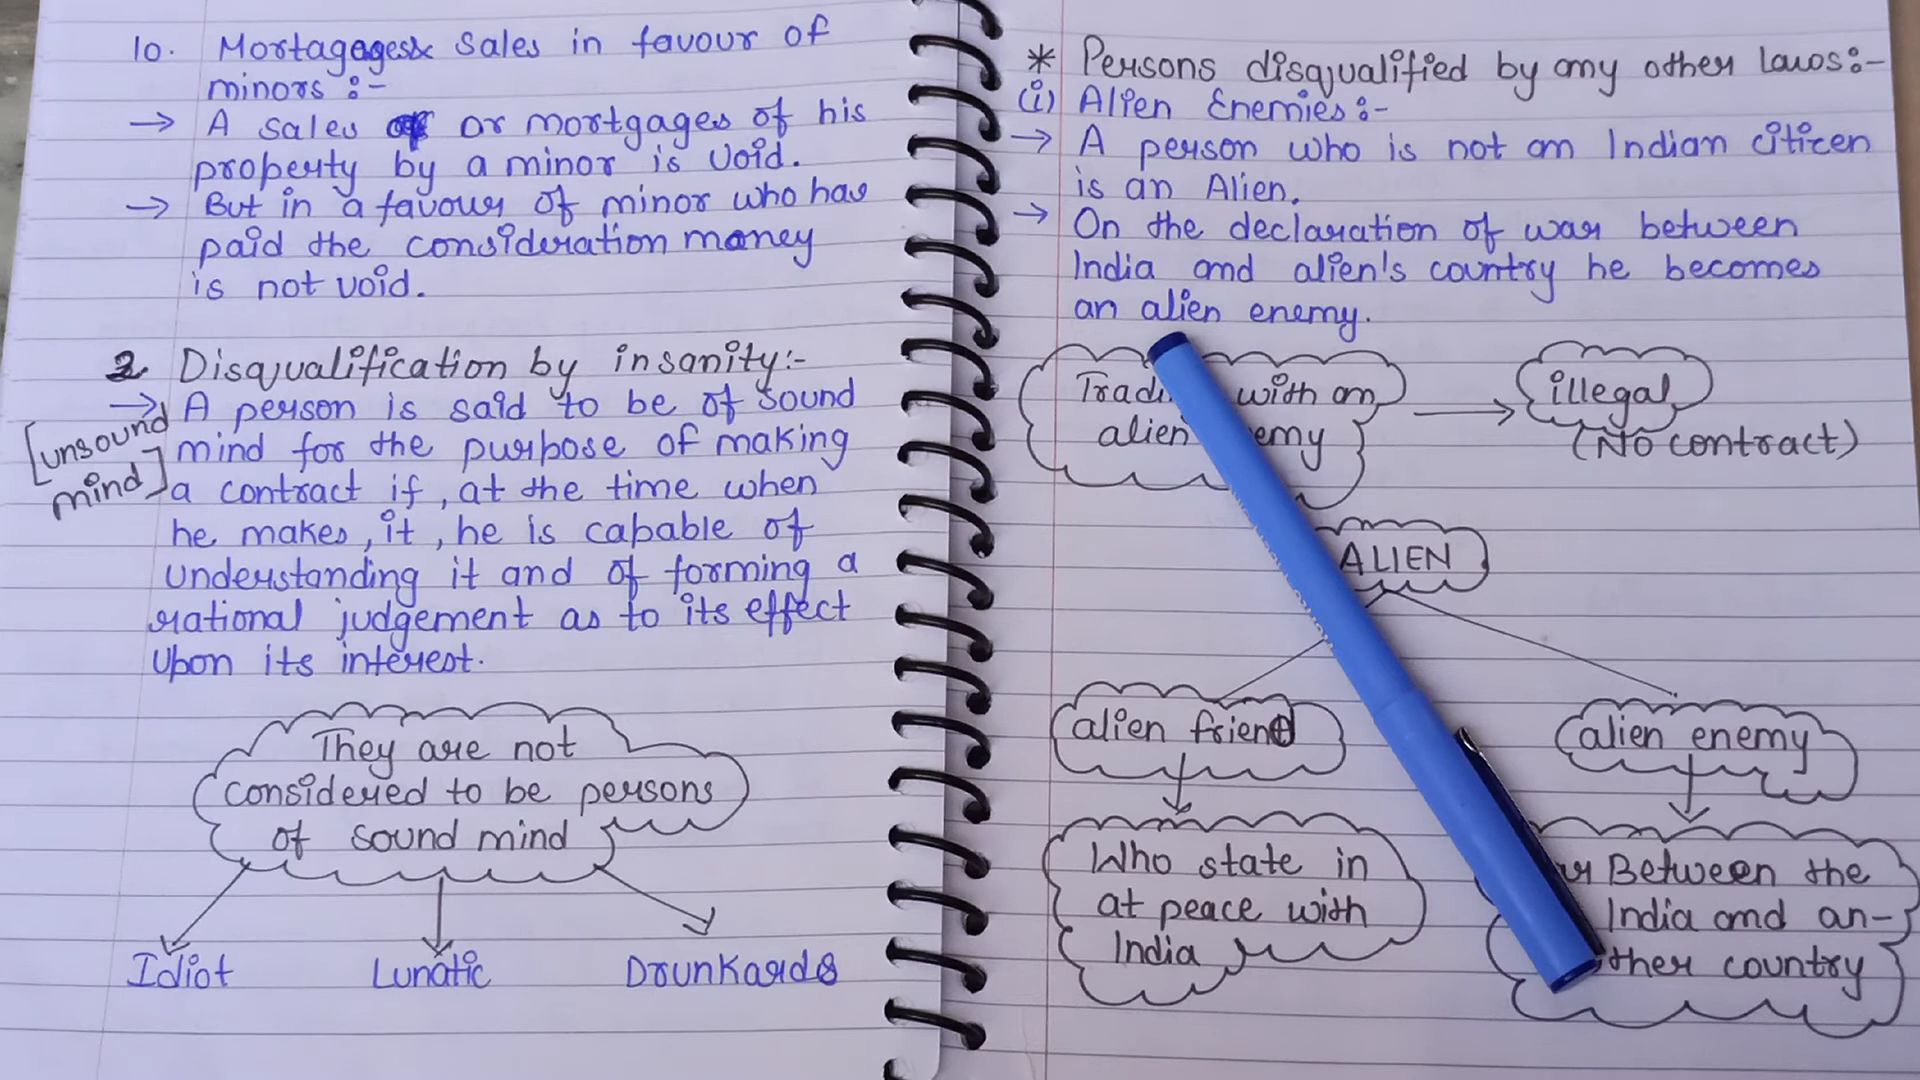 10. Mortagages& Sales in favour of
minors :-
→ A sales or mortgages of his
property by a minor is void.
→ But in a favour of minor who has
paid the consideration money
is not void.
2. Disqualification by insanity:-
→ A person is said to be of sound
[unsound
mind]
mind for the purpose of making
a contract if, at the time when
he makes, it, he is capable of
understanding it and of forming a
rational judgement as to its effect
upon its interest.
They are not
considered to be persons
of sound mind
Idiot Lunatic Drunkards
* Persons disqualified by any other laws:-
(i) Alien Enemies:-
→ A person who is not an Indian citicen
is an Alien.
→ On the declaration of war between
India and alien's country he becomes
an alien enemy.
with an
alien
illegal
(No contract)
ALIEN
alien friend
alien enemy
Who state in
at peace with
India
Between the
India and an-
ther country